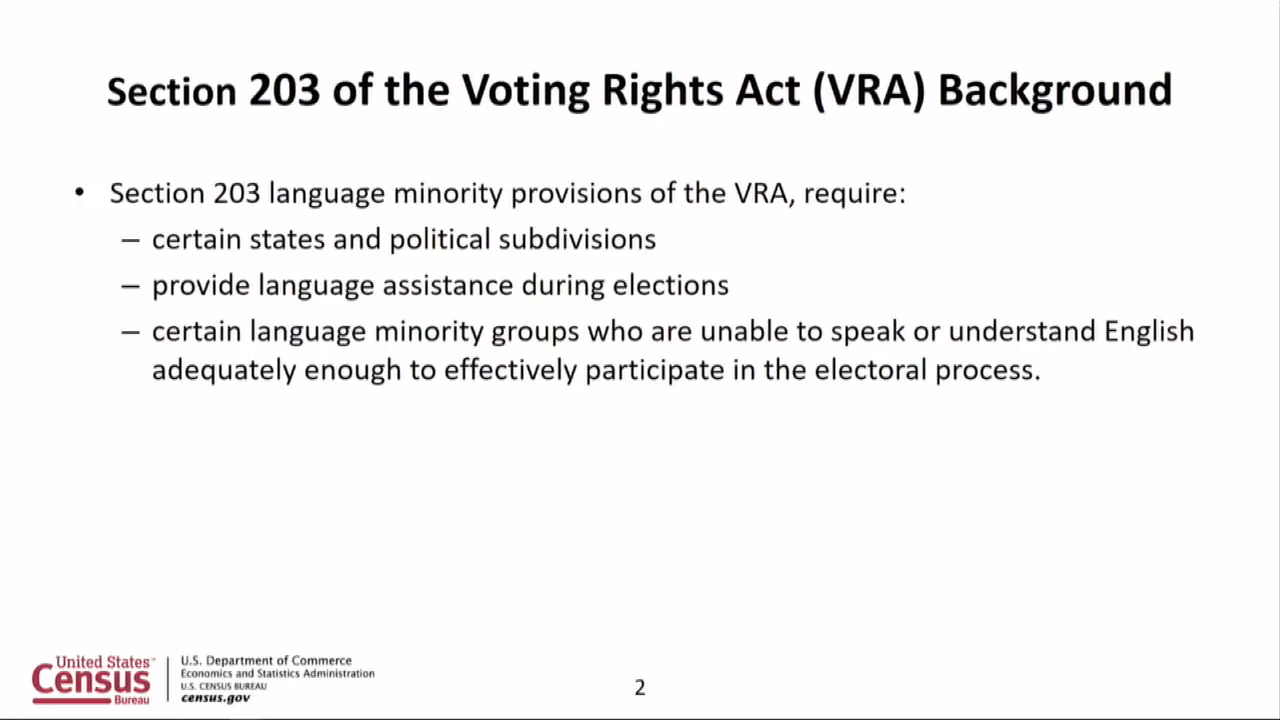 Section 203 of the Voting Rights Act (VRA) Background
• Section 203 language minority provisions of the VRA, require:
– certain states and political subdivisions
– provide language assistance during elections
– certain language minority groups who are unable to speak or understand English
adequately enough to effectively participate in the electoral process.
United States™
Census
Bureau
U.S. Department of Commerce
Economics and Statistics Administration
U.S. CENSUS BUREAU
census.gov
2